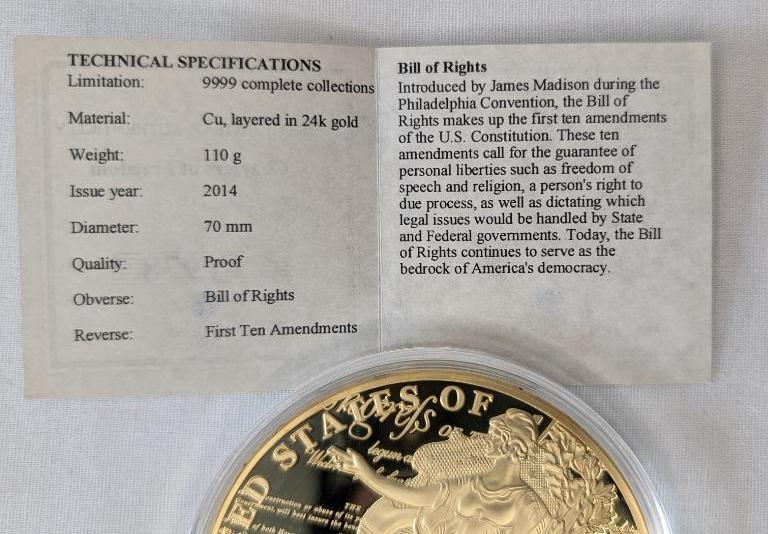 TECHNICAL SPECIFICATIONS
Limitation: 9999 complete collections
Material: Cu, layered in 24k gold
Weight: 110 g
Issue year: 2014
Diameter: 70 mm
Quality: Proof
Obverse: Bill of Rights
Reverse: First Ten Amendments
Bill of Rights
Introduced by James Madison during the
Philadelphia Convention, the Bill of
Rights makes up the first ten amendments
of the U.S. Constitution. These ten
amendments call for the guarantee of
personal liberties such as freedom of
speech and religion, a person's right to
due process, as well as dictating which
legal issues would be handled by State
and Federal governments. Today, the Bill
of Rights continues to serve as the
bedrock of America's democracy.
ED STATES OF
THE